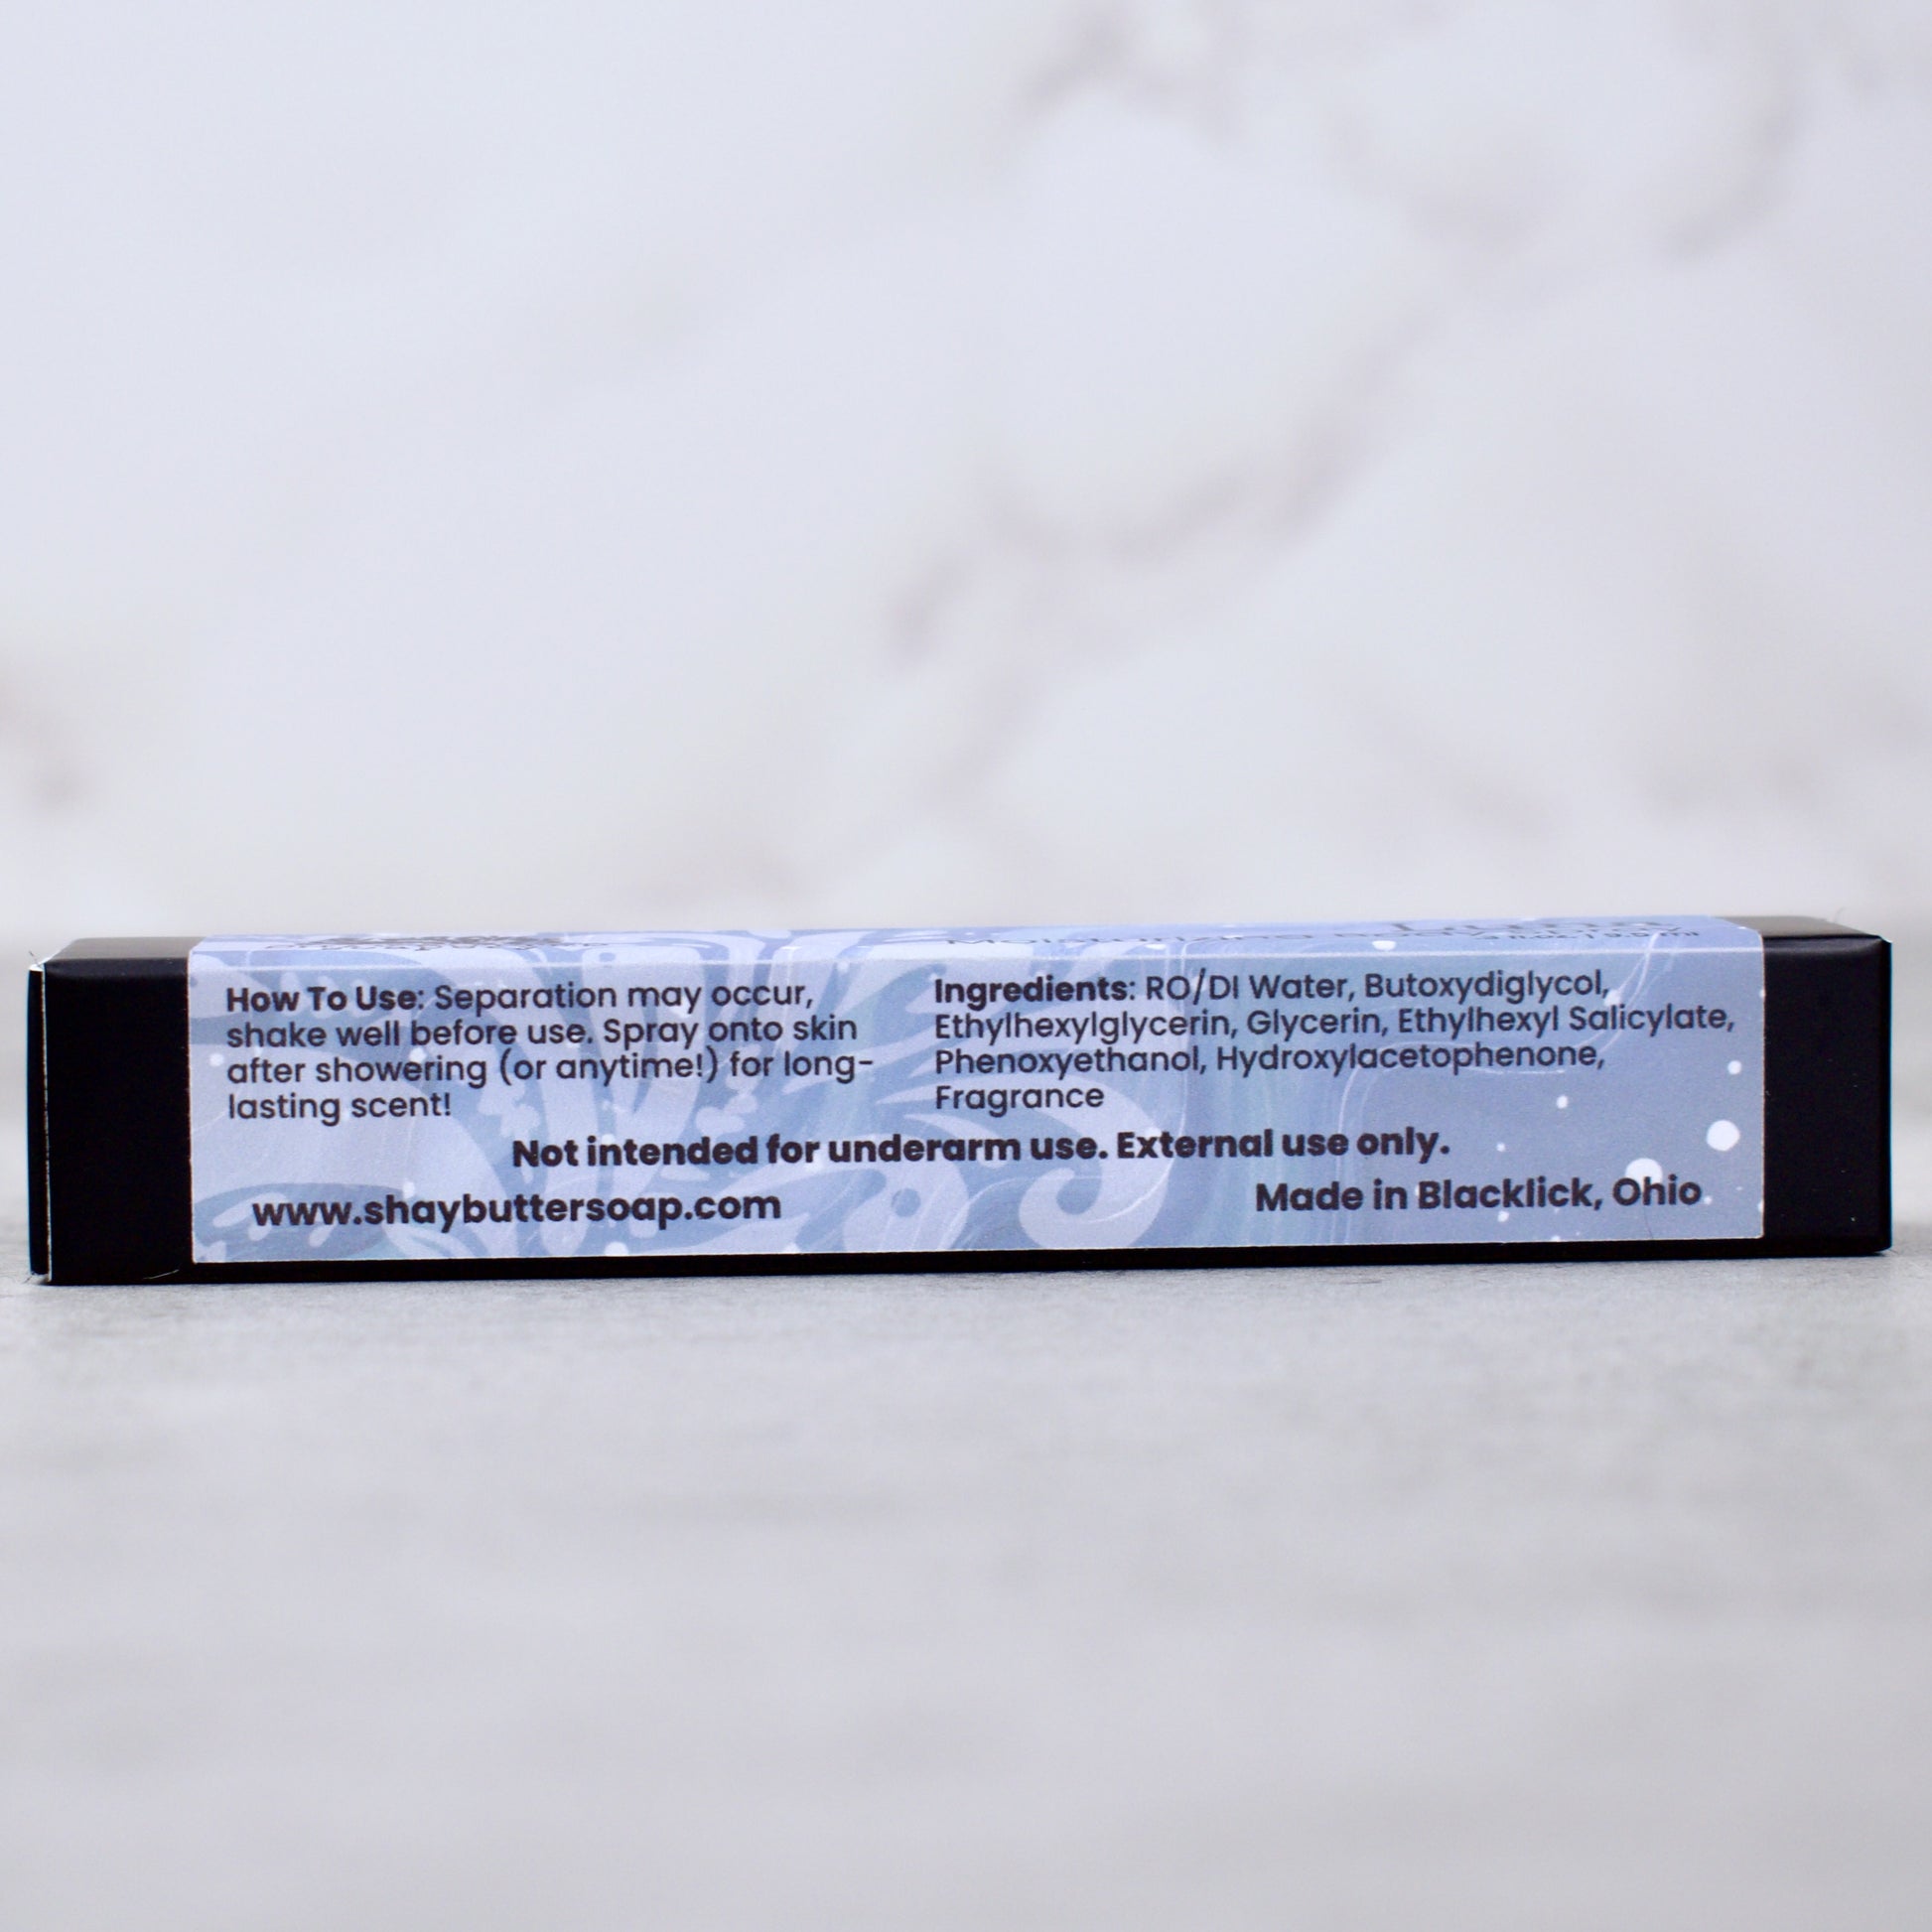 How To Use: Separation may occur,
shake well before use. Spray onto skin
after showering (or anytime!) for long-
lasting scent!
Ingredients: RO/DI Water, Butoxydiglycol,
Ethylhexylglycerin, Glycerin, Ethylhexyl Salicylate,
Phenoxyethanol, Hydroxylacetophenone,
Fragrance
Not intended for underarm use. External use only.
www.shaybuttersoap.com
Made in Blacklick, Ohio